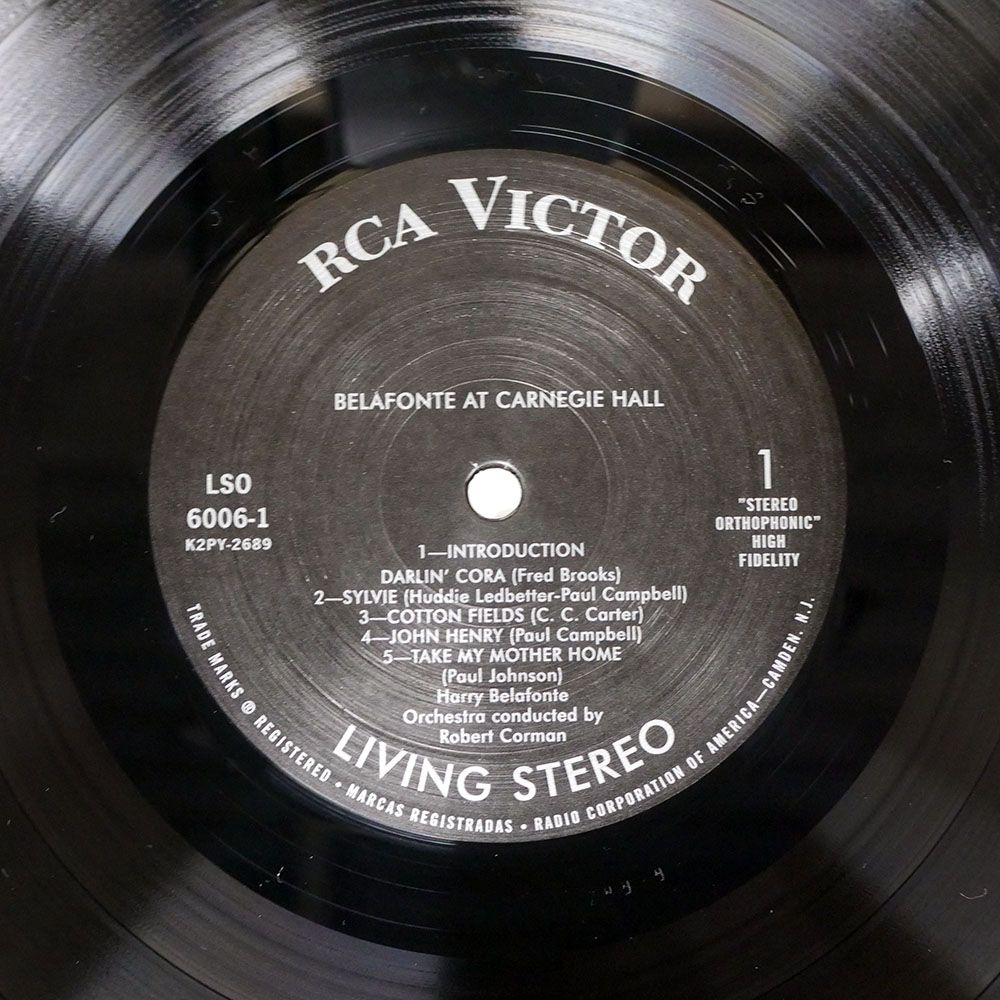 RCA VICTOR
BELAFONTE AT CARNEGIE HALL
LSO
6006-1
K2PY-2689
1
"STEREO
ORTHOPHONIC"
HIGH
FIDELITY
1—INTRODUCTION
DARLIN' CORA (Fred Brooks)
2—SYLVIE (Huddie Ledbetter-Paul Campbell)
3—COTTON FIELDS (C. C. Carter)
4—JOHN HENRY (Paul Campbell)
5—TAKE MY MOTHER HOME
(Paul Johnson)
Harry Belafonte
Orchestra conducted by
Robert Corman
LIVING STEREO
TRADE MARKS ® REGISTERED • MARCAS REGISTRADAS • RADIO CORPORATION OF AMERICA—CAMDEN, N.J.